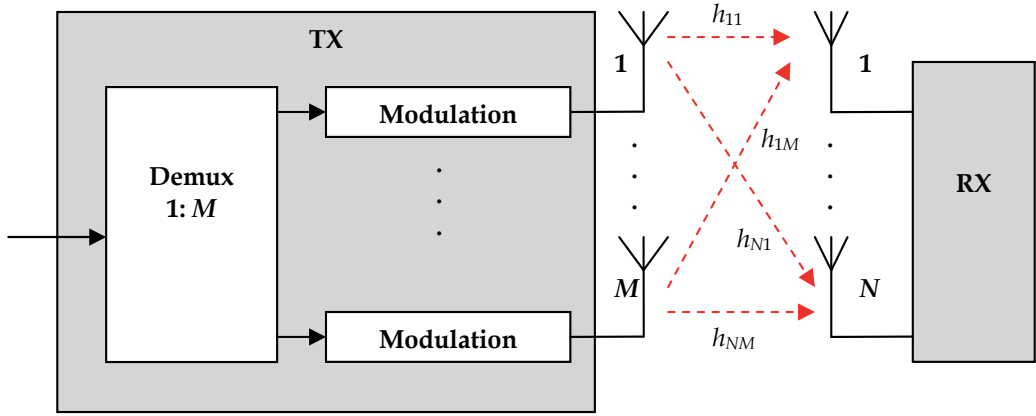 TX
Demux
1: M
Modulation
Modulation
1
M
h11
h1M
hN1
hNM
1
N
RX